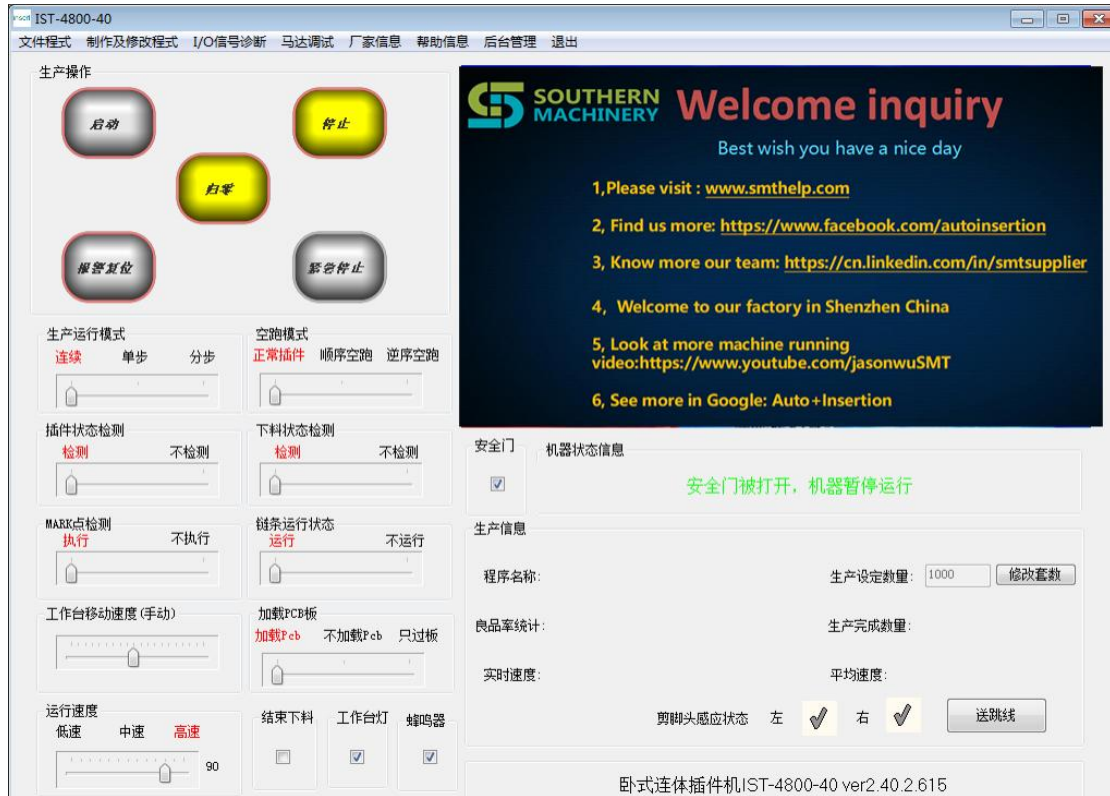 insert IST-4800-40
文件程式 制作及修改程式 I/O信号诊断 马达调试 厂家信息 帮助信息 后台管理 退出
生产操作
启动
停止
归零
报警复位
紧急停止
SOUTHERN
MACHINERY
Welcome inquiry
Best wish you have a nice day
1,Please visit : www.smthelp.com
2, Find us more: https://www.facebook.com/autoinsertion
3, Know more our team: https://cn.linkedin.com/in/smtsupplier
4, Welcome to our factory in Shenzhen China
5, Look at more machine running
video:https://www.youtube.com/jasonwuSMT
6, See more in Google: Auto+Insertion
生产运行模式
连续 单步 分步
空跑模式
正常插件 顺序空跑 逆序空跑
插件状态检测
检测 不检测
下料状态检测
检测 不检测
MARK点检测
执行 不执行
链条运行状态
运行 不运行
工作台移动速度(手动)
加载PCB板
加载Pcb 不加载Pcb 只过板
运行速度
低速 中速 高速
90
结束下料 工作台灯 蜂鸣器
安全门
机器状态信息
安全门被打开，机器暂停运行
生产信息
程序名称: 生产设定数量: 1000 修改套数
良品率统计: 生产完成数量:
实时速度: 平均速度:
剪脚头感应状态 左 右 送跳线
卧式连体插件机IST-4800-40 ver2.40.2.615